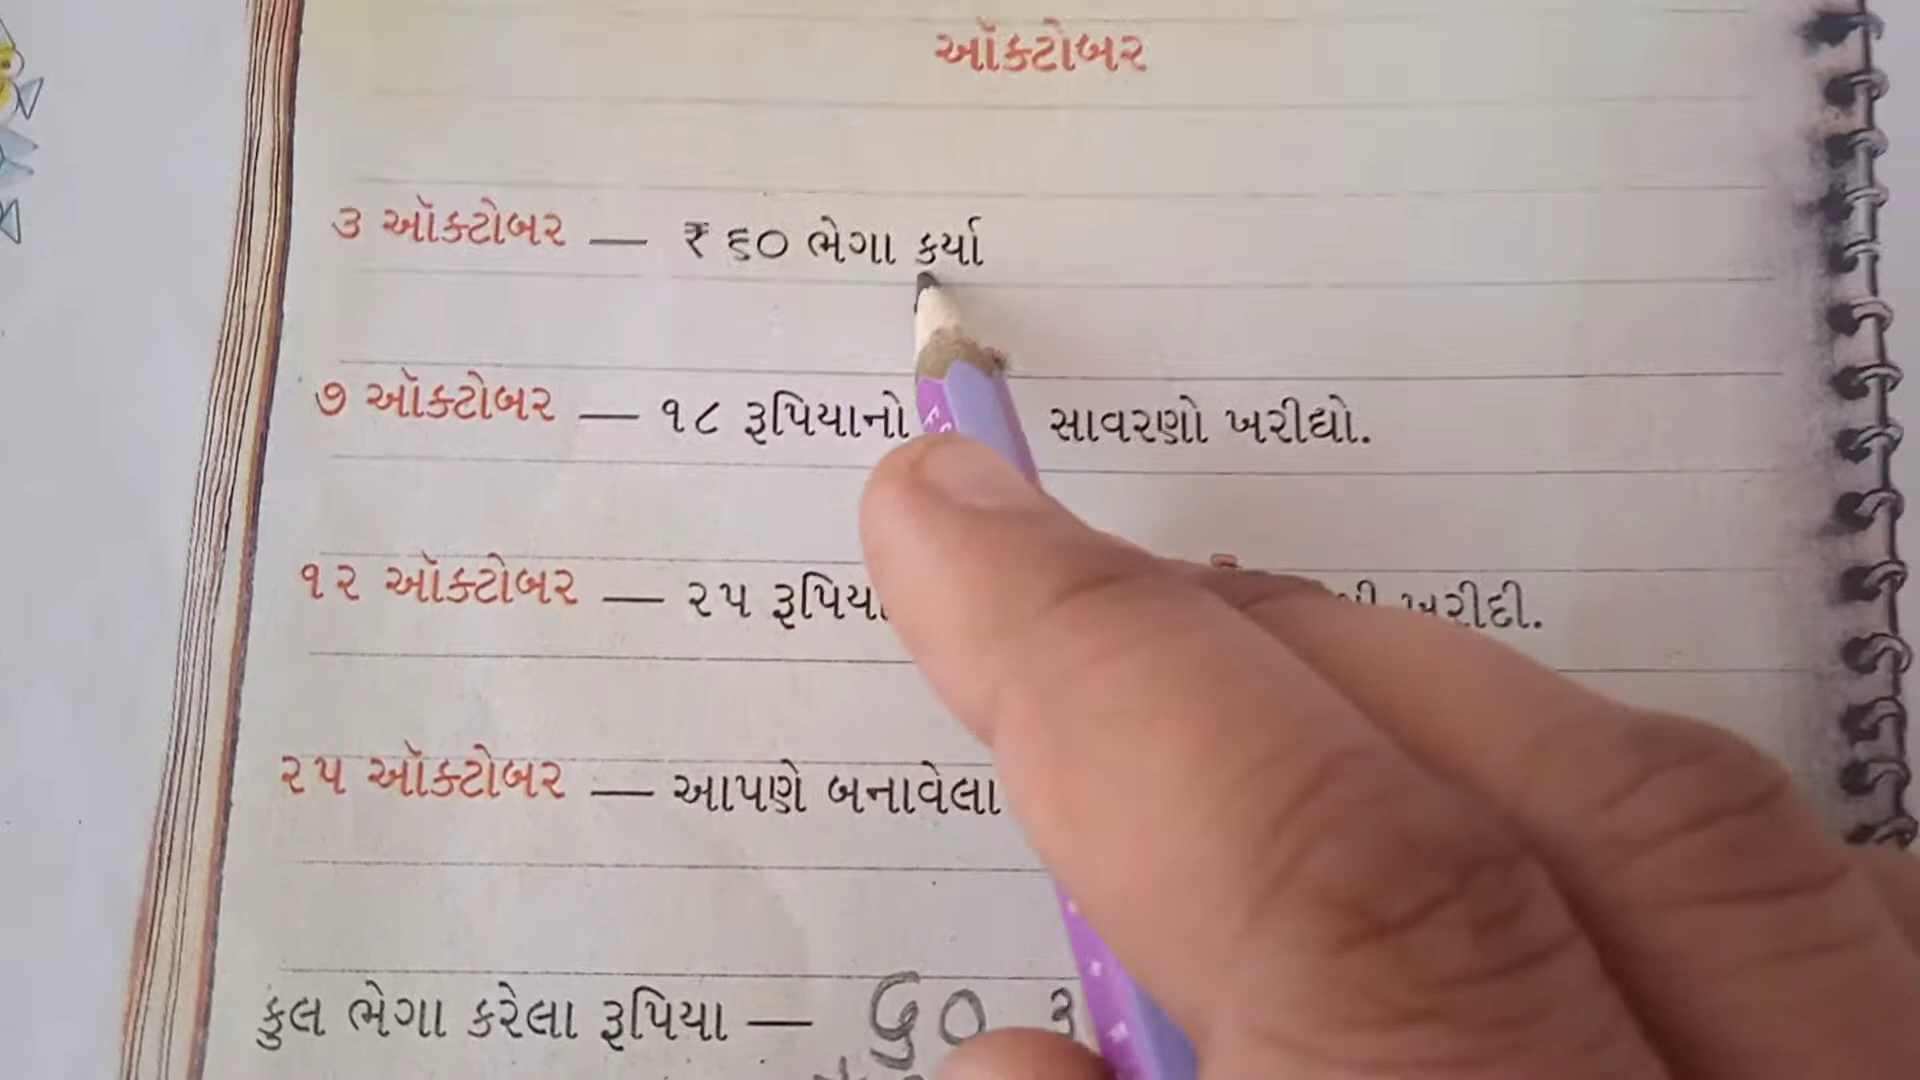 ઑક્ટોબર
૩ ઑક્ટોબર — ₹ ૬૦ ભેગા કર્યા
૭ ઑક્ટોબર — ૧૮ રૂપિયાનો સાવરણો ખરીદ્યો.
૧૨ ઑક્ટોબર — ૨૫ ખરીદી.
૨૫ ઑક્ટોબર — આપણે બનાવેલા
કુલ ભેગા કરેલા રૂપિયા — ૬૦